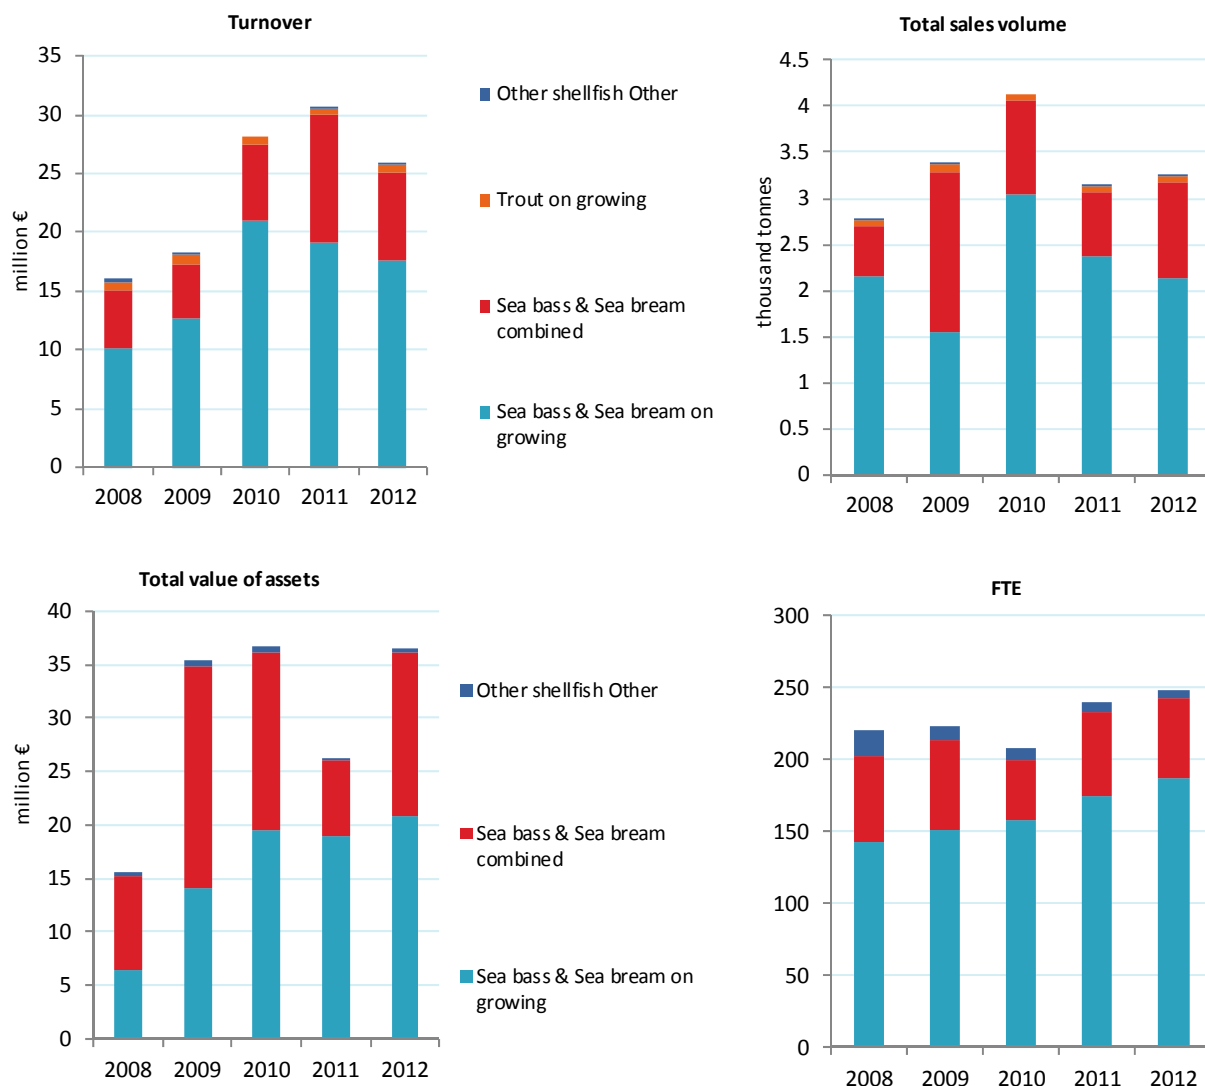 Turnover
35
30
25
20
15
10
5
0
million €
2008 2009 2010 2011 2012
Other shellfish Other
Trout on growing
Sea bass & Sea bream
combined
Sea bass & Sea bream on
growing
Total sales volume
4.5
4
3.5
3
2.5
2
1.5
1
0.5
0
thousand tonnes
2008 2009 2010 2011 2012
Total value of assets
40
35
30
25
20
15
10
5
0
million €
2008 2009 2010 2011 2012
Other shellfish Other
Sea bass & Sea bream
combined
Sea bass & Sea bream on
growing
FTE
300
250
200
150
100
50
0
2008 2009 2010 2011 2012